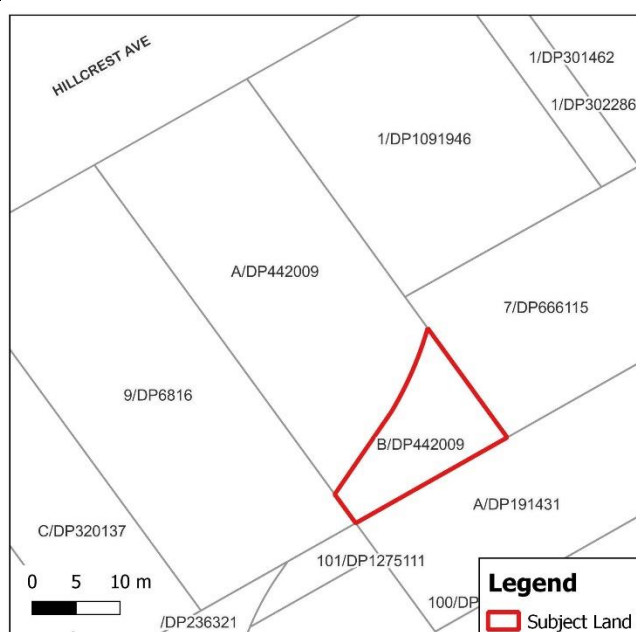 HILLCREST AVE
1/DP301462
1/DP302286
1/DP1091946
A/DP442009
7/DP666115
9/DP6816
B/DP442009
A/DP191431
C/DP320137
101/DP1275111
0 5 10 m
100/DP
/DP236321
Legend
Subject Land